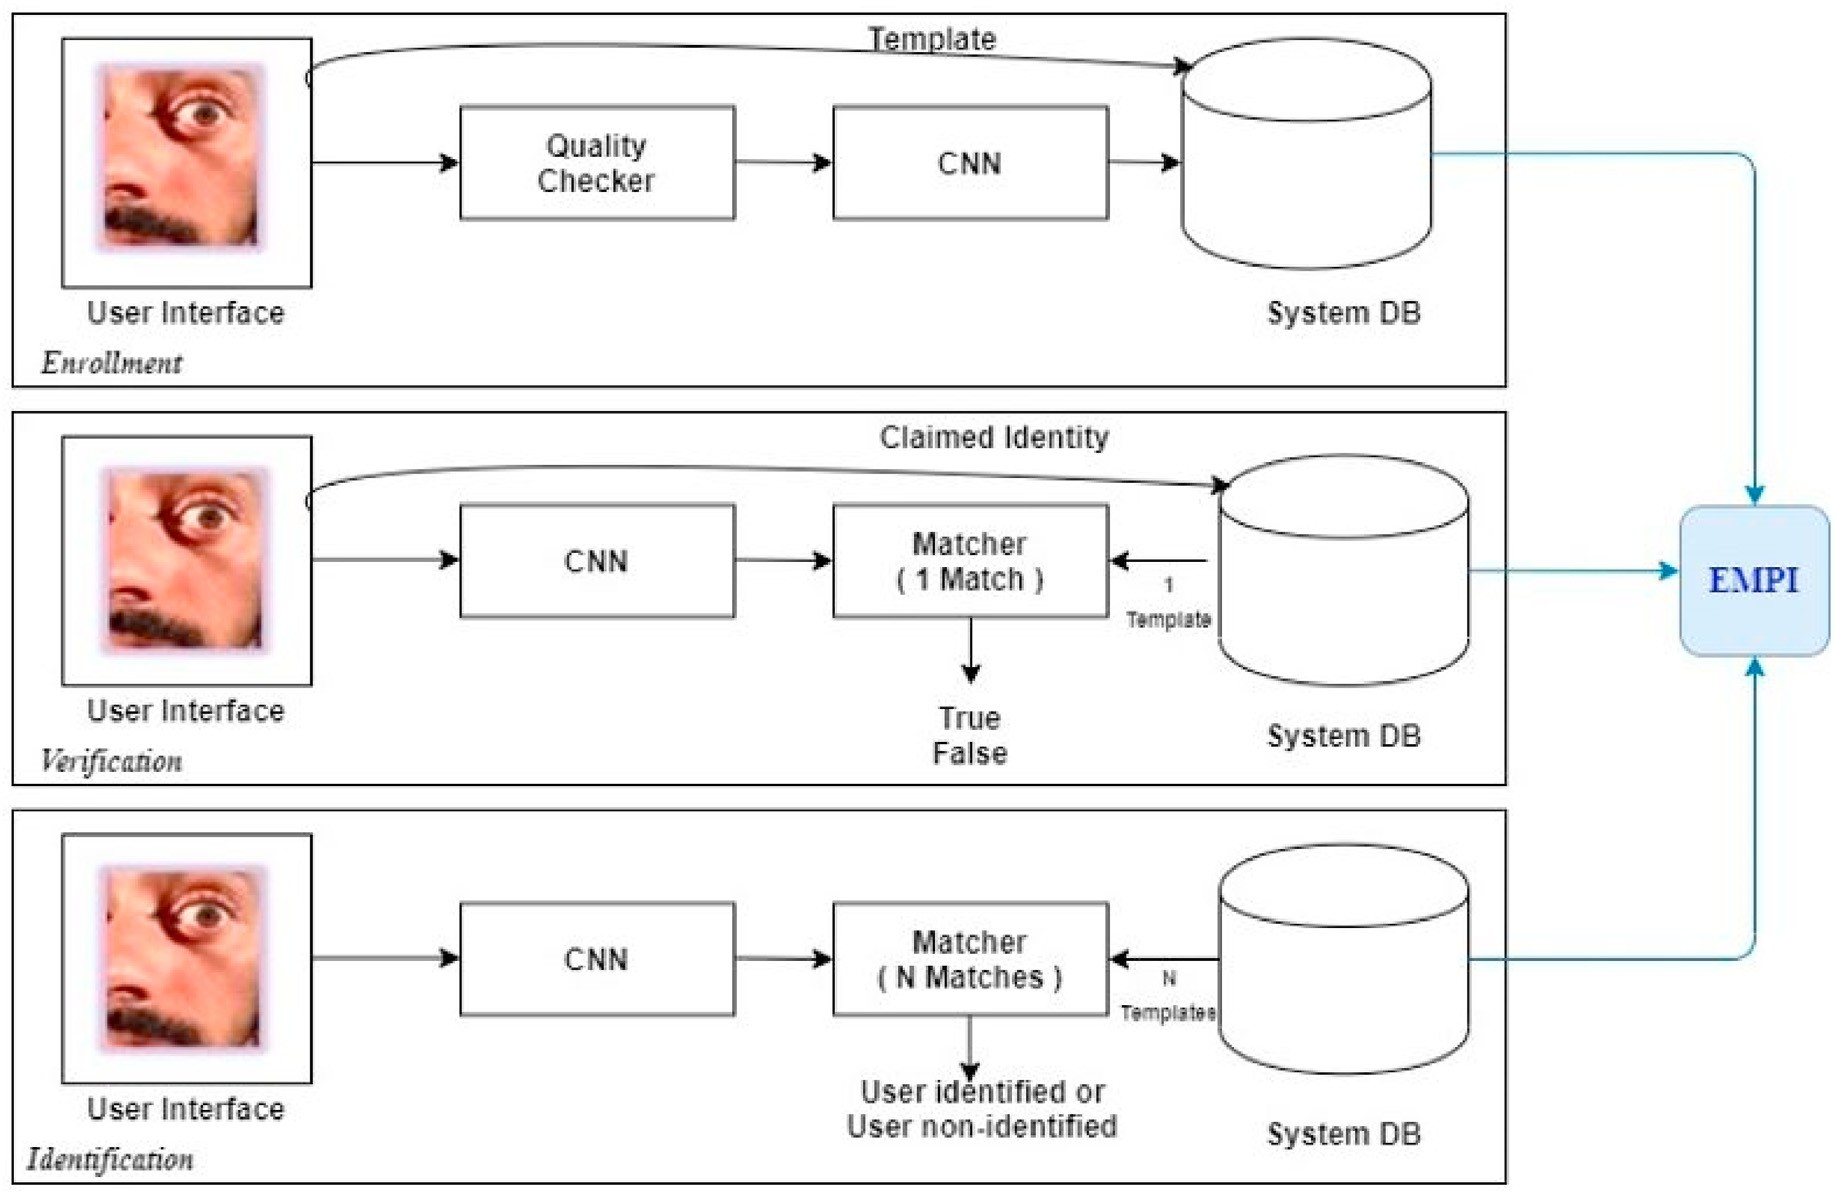 Template
Quality
Checker
CNN
User Interface
System DB
Enrollment
Claimed Identity
CNN
Matcher
( 1 Match )
1
Template
True
False
User Interface
System DB
Verification
EMPI
CNN
Matcher
( N Matches )
N
Templates
User identified or
User non-identified
User Interface
System DB
Identification